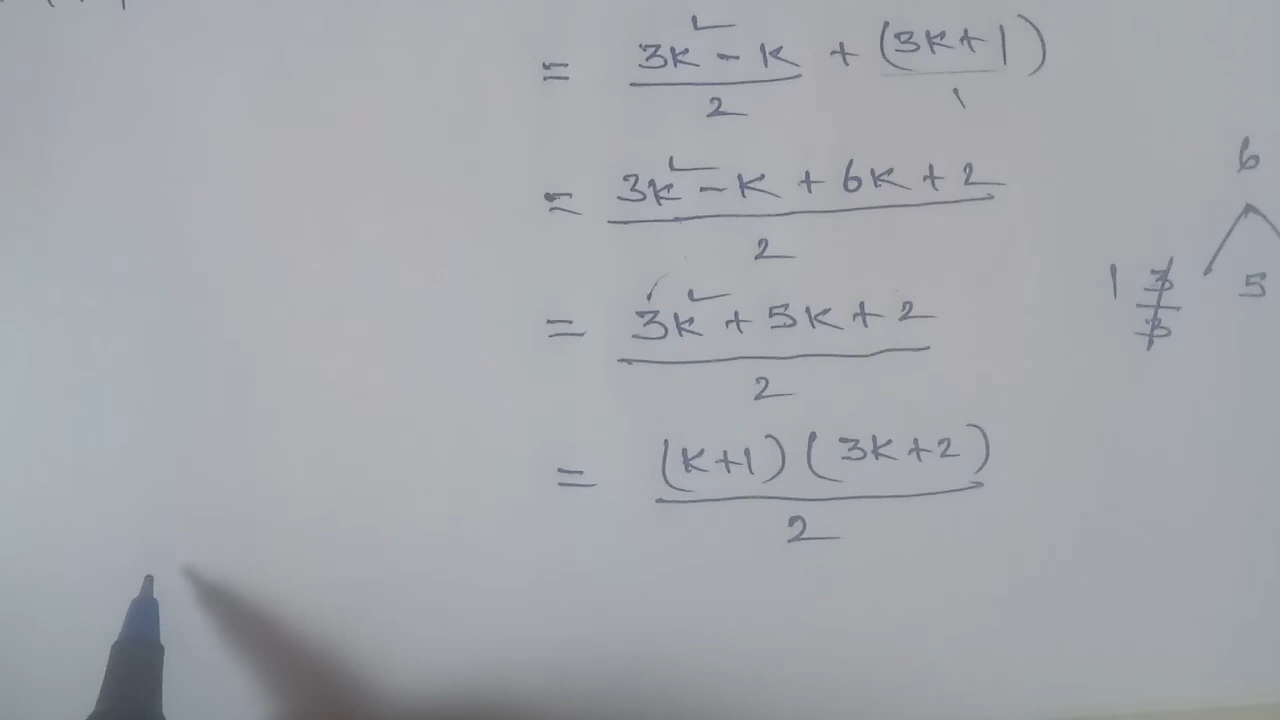 = (3k² - k)/2 + (3k+1)/1
= (3k² - k + 6k + 2)/2
= (3k² + 5k + 2)/2
= (k+1)(3k+2)/2
6
1 3/3 5